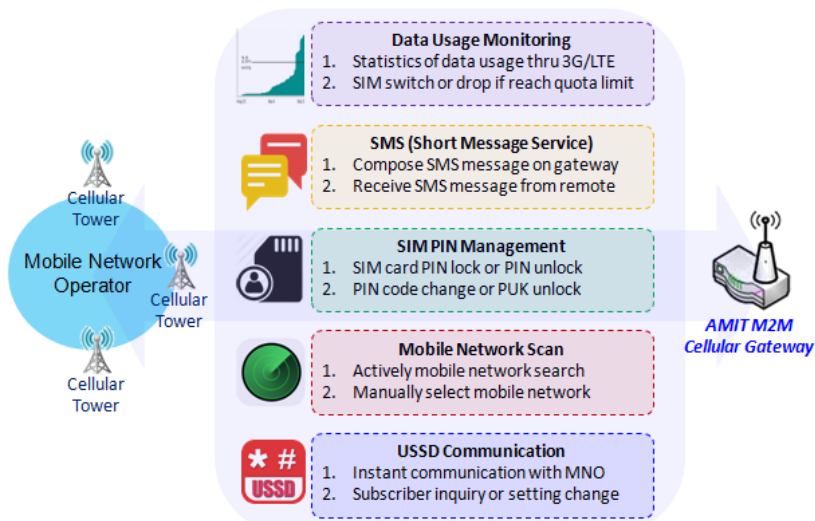 Data Usage Monitoring
1. Statistics of data usage thru 3G/LTE
2. SIM switch or drop if reach quota limit
SMS (Short Message Service)
1. Compose SMS message on gateway
2. Receive SMS message from remote
SIM PIN Management
1. SIM card PIN lock or PIN unlock
2. PIN code change or PUK unlock
Mobile Network Scan
1. Actively mobile network search
2. Manually select mobile network
* #
USSD
USSD Communication
1. Instant communication with MNO
2. Subscriber inquiry or setting change
Cellular
Tower
Mobile Network
Operator
Cellular
Tower
Cellular
Tower
AMIT M2M
Cellular Gateway